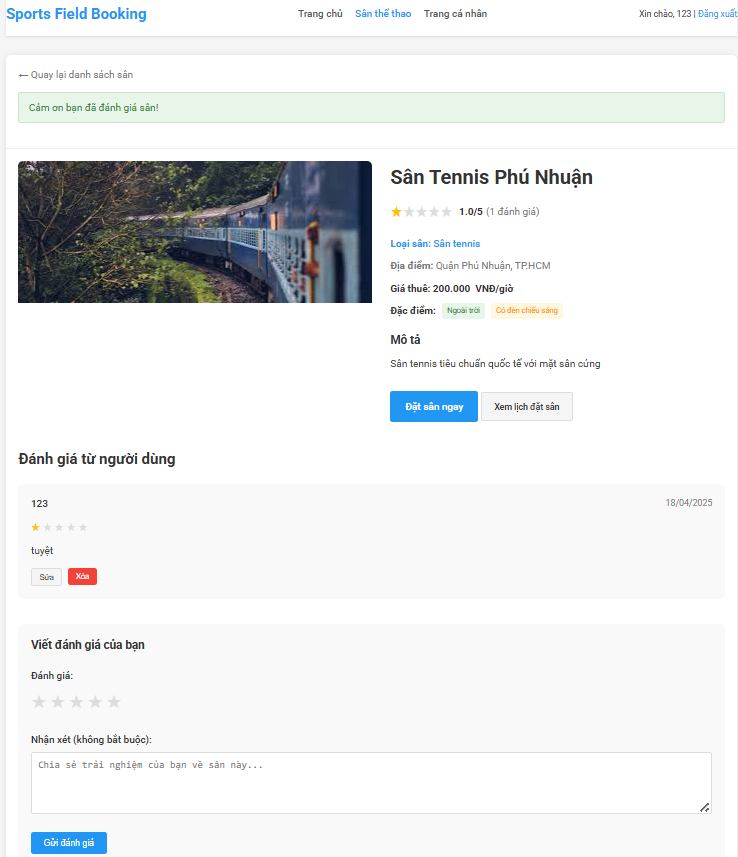 Sports Field Booking
Trang chủ Sân thể thao Trang cá nhân
Xin chào, 123 | Đăng xuất
← Quay lại danh sách sân
Cảm ơn bạn đã đánh giá sân!
Sân Tennis Phú Nhuận
★★★★★ 1.0/5 (1 đánh giá)
Loại sân: Sân tennis
Địa điểm: Quận Phú Nhuận, TP.HCM
Giá thuê: 200.000 VNĐ/giờ
Đặc điểm: Ngoài trời Có đèn chiếu sáng
Mô tả
Sân tennis tiêu chuẩn quốc tế với mặt sân cứng
Đặt sân ngay Xem lịch đặt sân
Đánh giá từ người dùng
123 18/04/2025
★★★★★
tuyệt
Sửa Xóa
Viết đánh giá của bạn
Đánh giá:
★★★★★
Nhận xét (không bắt buộc):
Chia sẻ trải nghiệm của bạn về sân này...
Gửi đánh giá